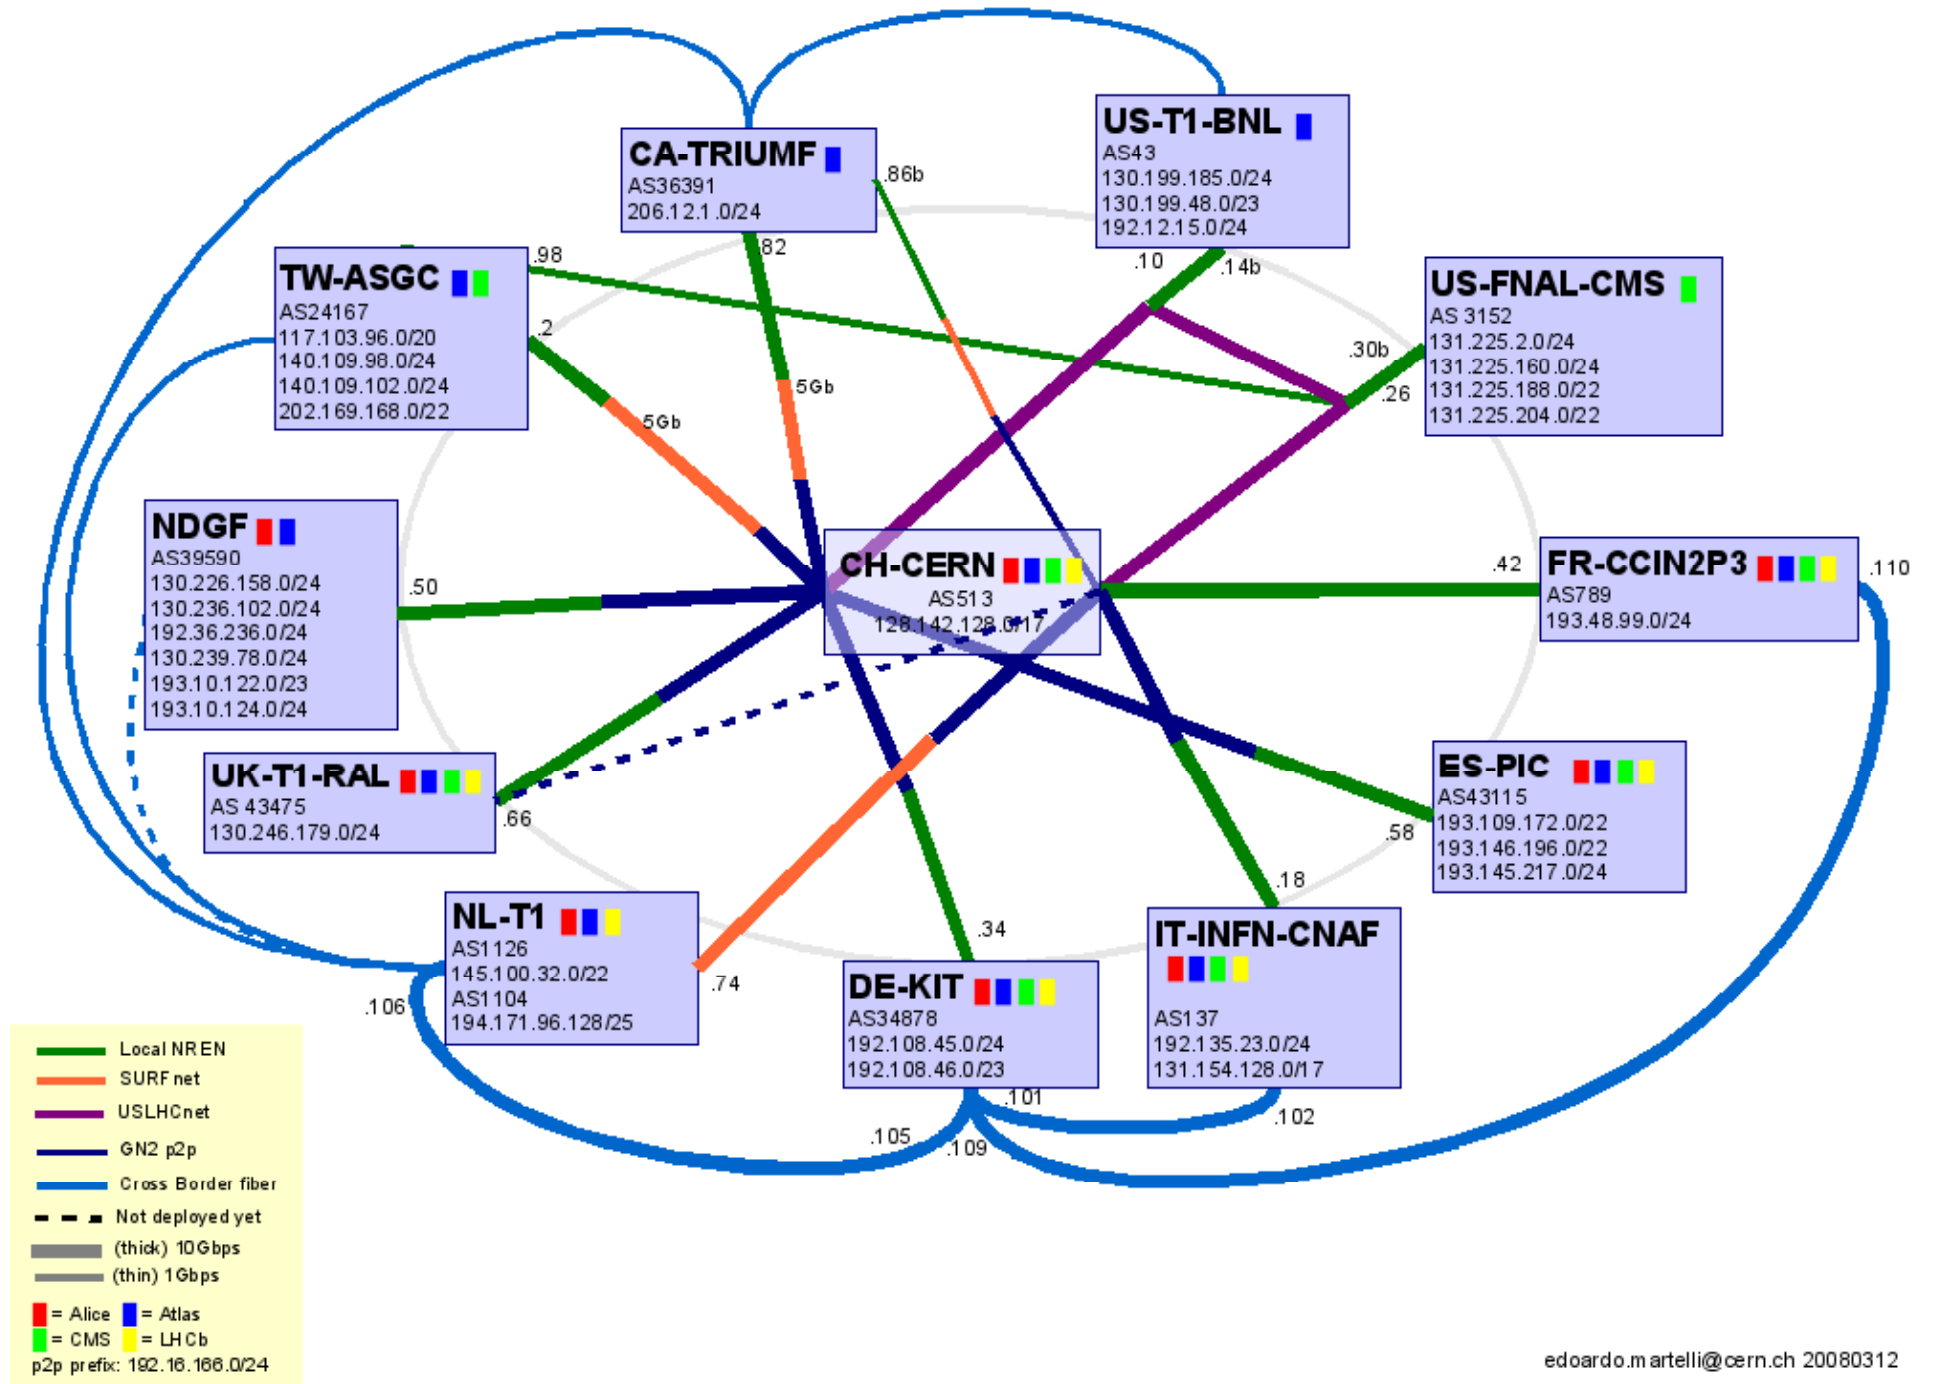 CA-TRIUMF
AS36391
206.12.1.0/24
.86b
.82
5Gb
US-T1-BNL
AS43
130.199.185.0/24
130.199.48.0/23
192.12.15.0/24
.10
.14b
TW-ASGC
AS24167
117.103.96.0/20
140.109.98.0/24
140.109.102.0/24
202.169.168.0/22
.98
.2
5Gb
US-FNAL-CMS
AS 3152
131.225.2.0/24
131.225.160.0/24
131.225.188.0/22
131.225.204.0/22
.30b
.26
NDGF
AS39590
130.226.158.0/24
130.236.102.0/24
192.36.236.0/24
130.239.78.0/24
193.10.122.0/23
193.10.124.0/24
.50
CH-CERN
AS513
128.142.128.0/17
FR-CCIN2P3
AS789
193.48.99.0/24
.42
.110
UK-T1-RAL
AS 43475
130.246.179.0/24
.66
ES-PIC
AS43115
193.109.172.0/22
193.146.196.0/22
193.145.217.0/24
.58
NL-T1
AS1126
145.100.32.0/22
AS1104
194.171.96.128/25
.74
.106
DE-KIT
AS34878
192.108.45.0/24
192.108.46.0/23
.34
.101
.105
.109
IT-INFN-CNAF
AS137
192.135.23.0/24
131.154.128.0/17
.18
.102
Local NREN
SURFnet
USLHCnet
GN2 p2p
Cross Border fiber
Not deployed yet
(thick) 10Gbps
(thin) 1Gbps
= Alice = Atlas
= CMS = LHCb
p2p prefix: 192.16.166.0/24
edoardo.martelli@cern.ch 20080312